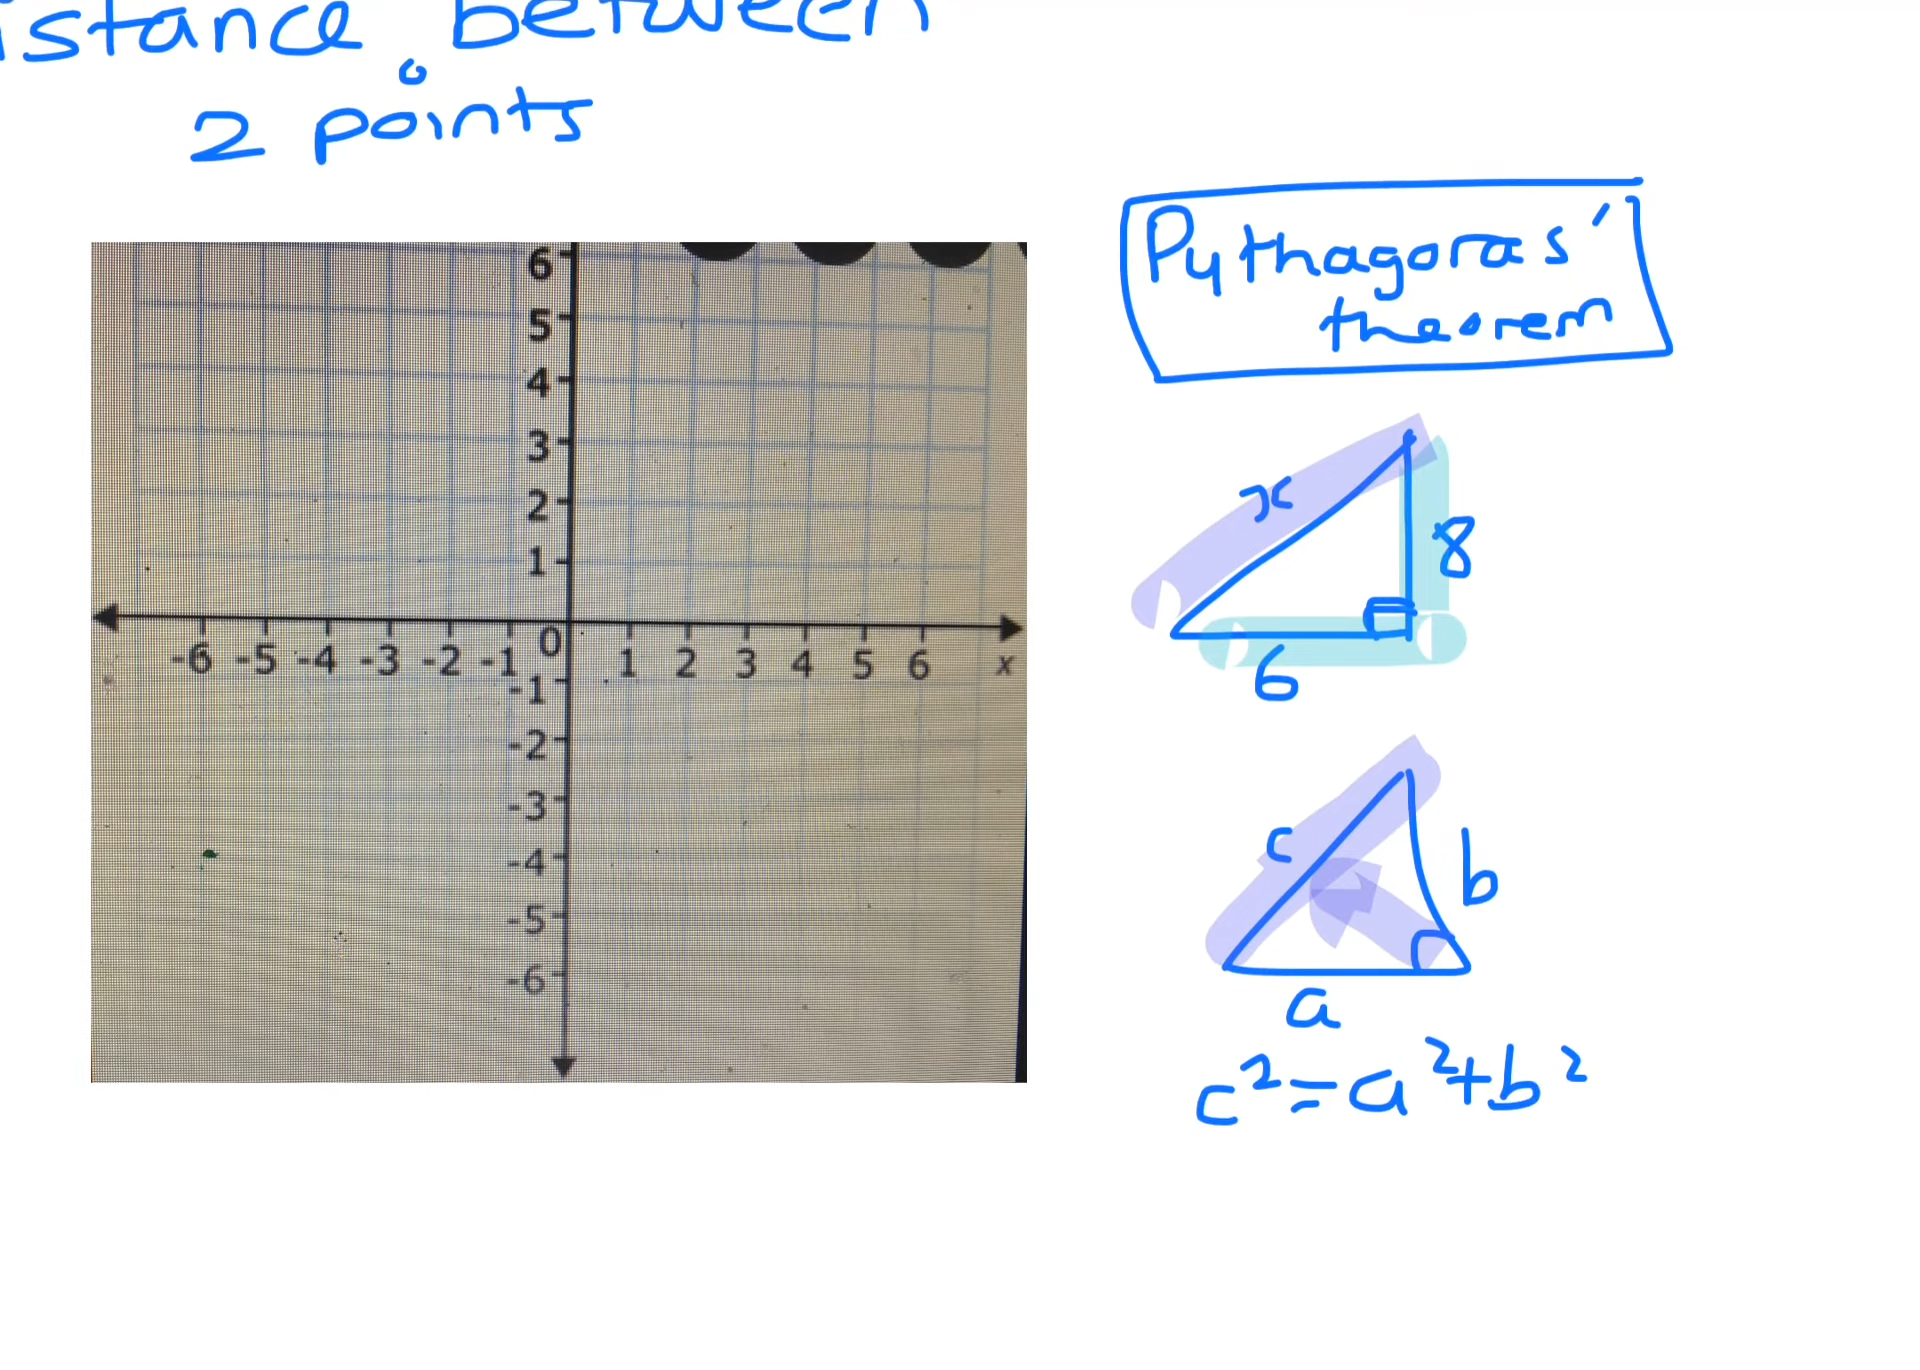 istance between
2 points
Pythagoras'
theorem
6
5
4
3
2
1
-6 -5 -4 -3 -2 -1 0 1 2 3 4 5 6 x
-1
-2
-3
-4
-5
-6
x
8
6
c
b
a
c²=a²+b²